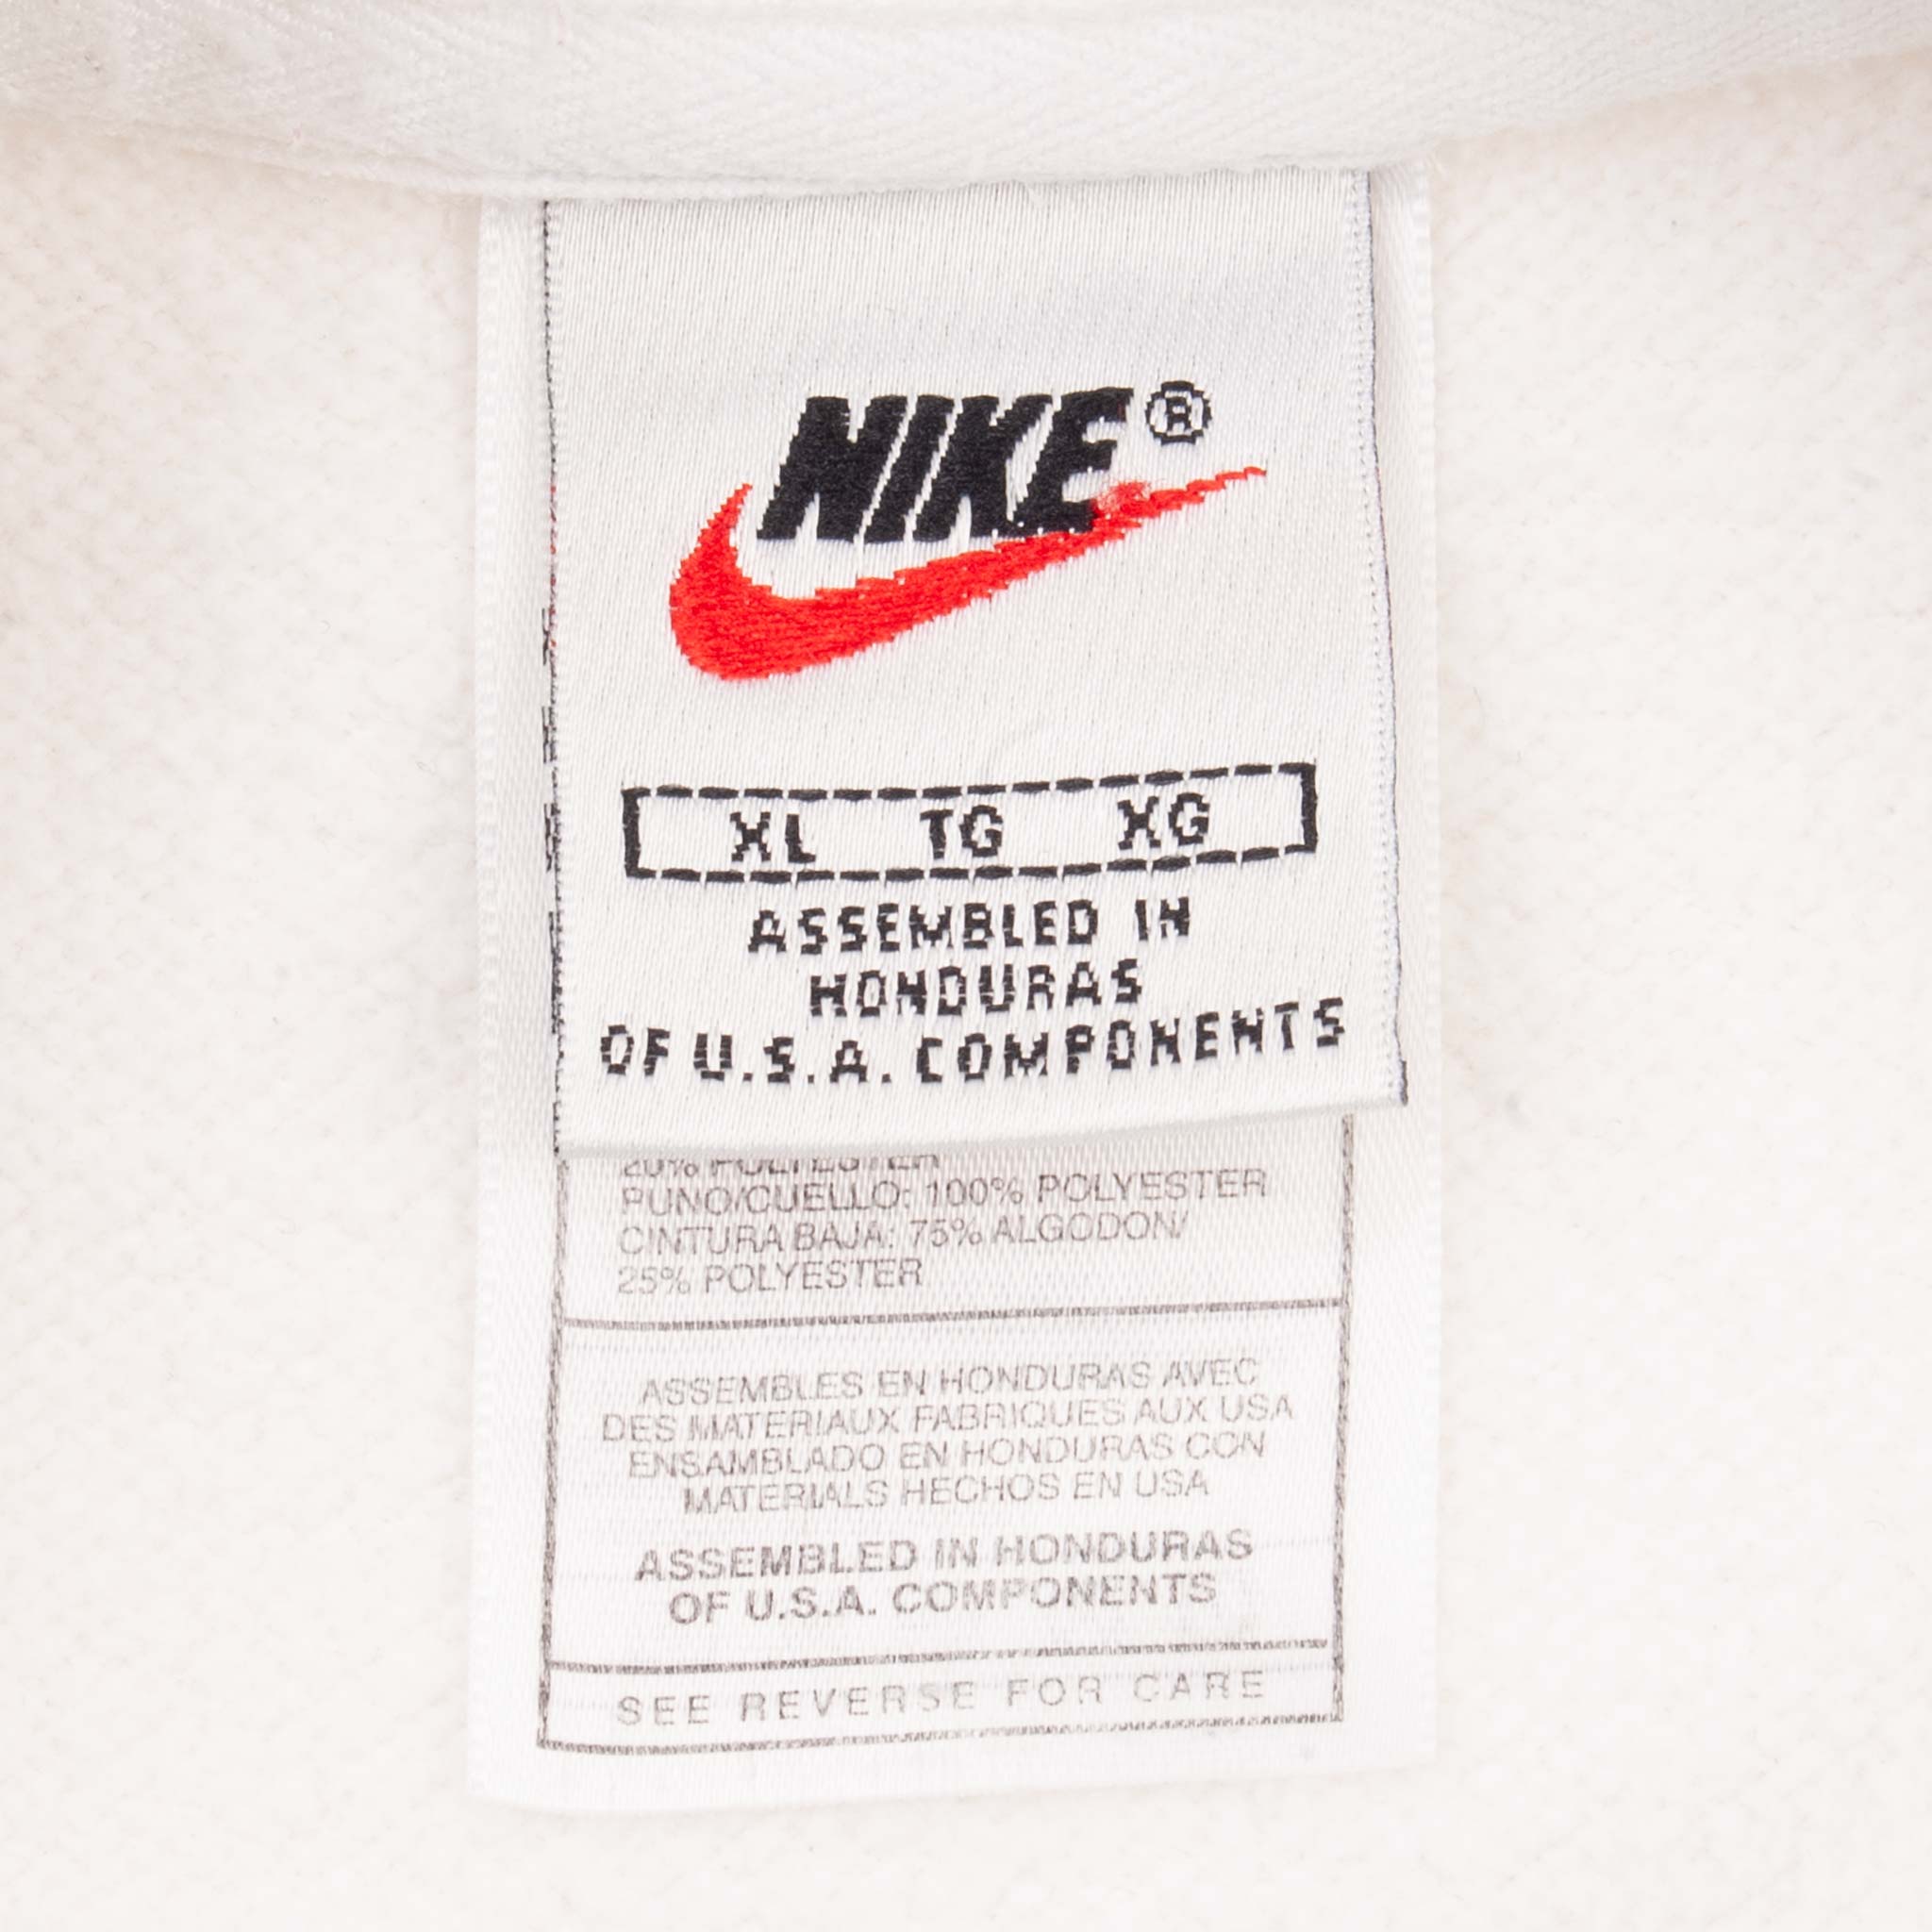 NIKE®
XL TG XG
ASSEMBLED IN
HONDURAS
OF U.S.A. COMPONENTS
20% POLYESTER
PUNO/CUELLO: 100% POLYESTER
CINTURA BAJA: 75% ALGODON/
25% POLYESTER
ASSEMBLES EN HONDURAS AVEC
DES MATERIAUX FABRIQUES AUX USA
ENSAMBLADO EN HONDURAS CON
MATERIALS HECHOS EN USA
ASSEMBLED IN HONDURAS
OF U.S.A. COMPONENTS
SEE REVERSE FOR CARE